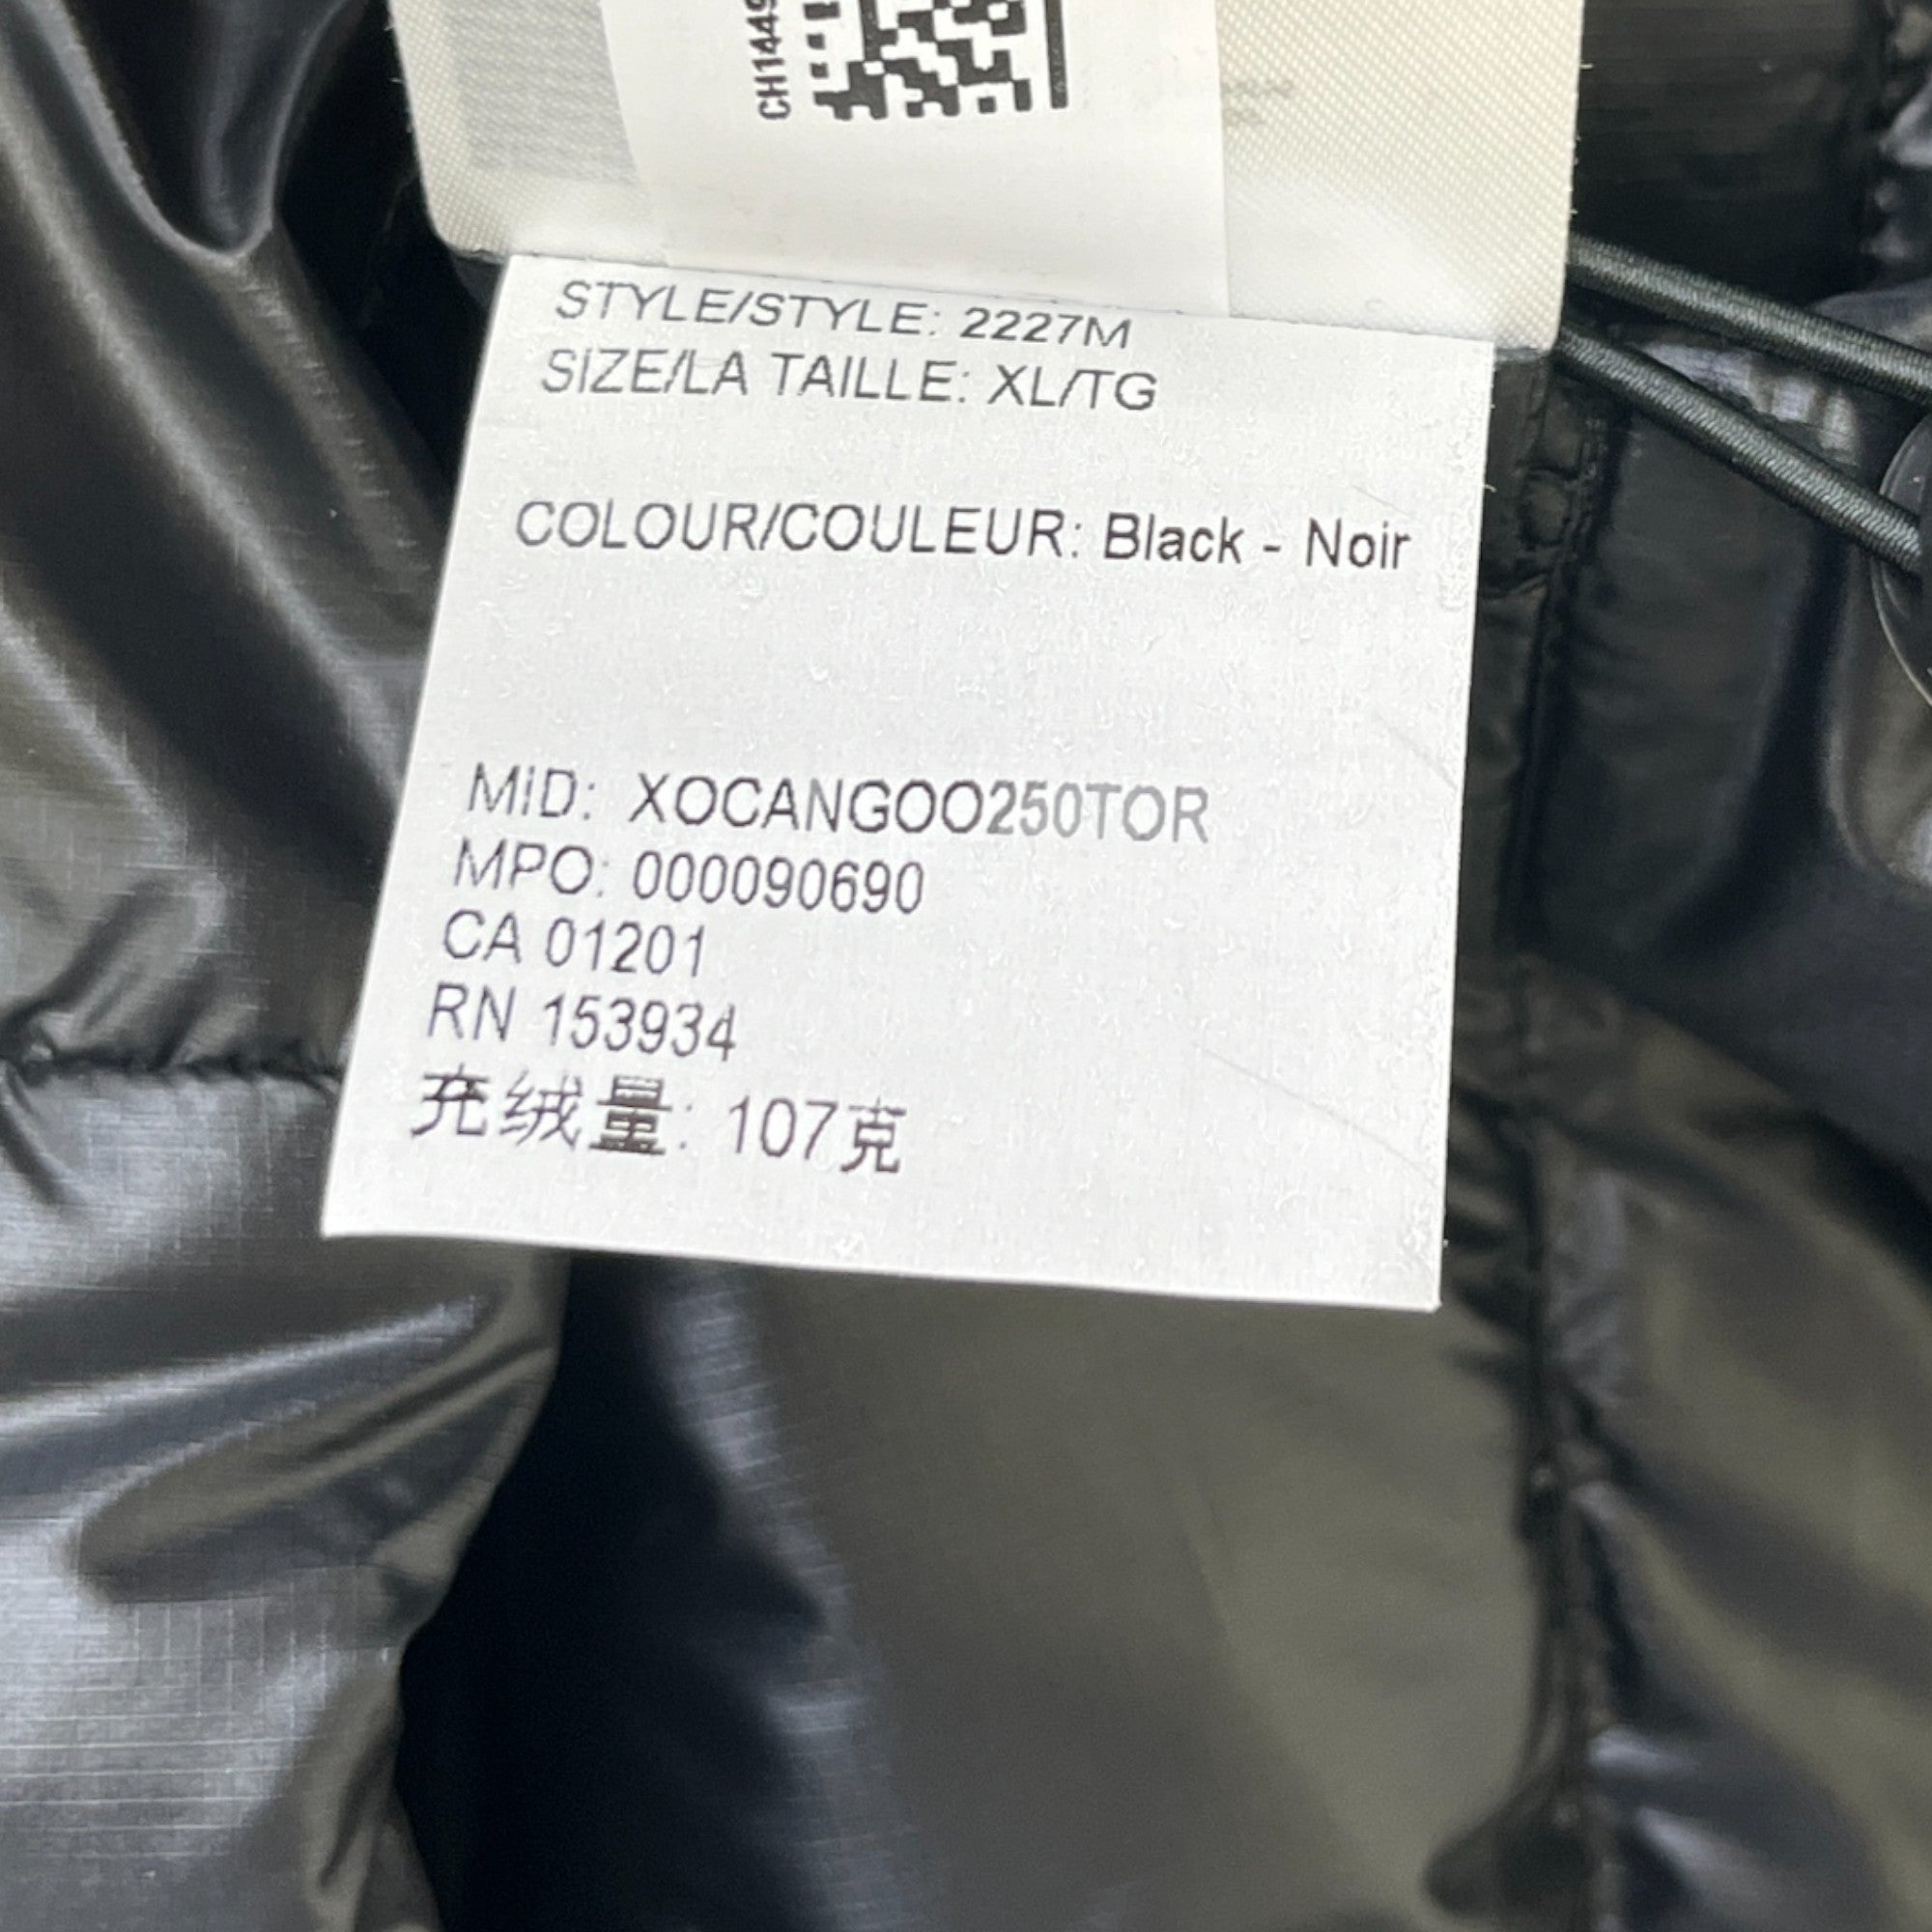 CH1449
STYLE/STYLE: 2227M
SIZE/LA TAILLE: XL/TG
COLOUR/COULEUR: Black - Noir
MID: XOCANGOO250TOR
MPO: 000090690
CA 01201
RN 153934
充绒量: 107克